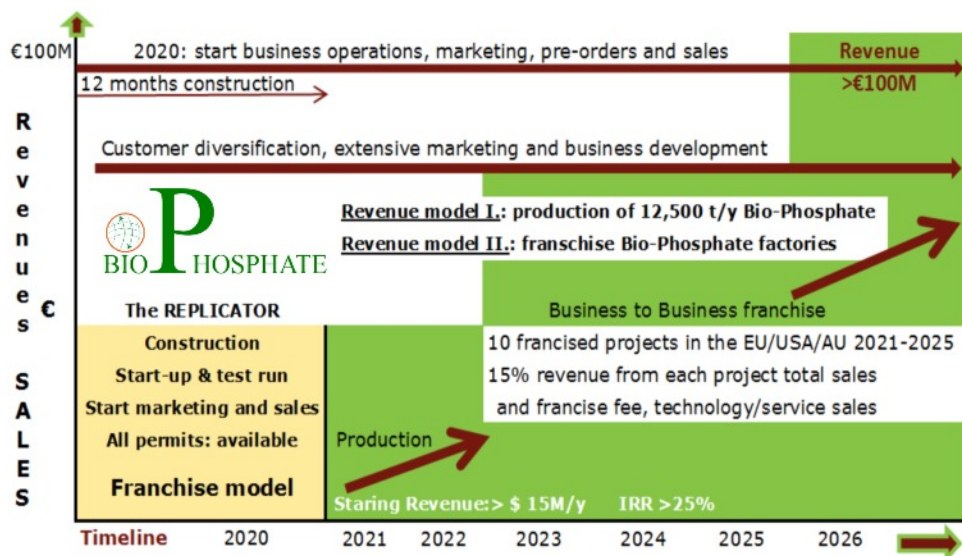 €100M
2020: start business operations, marketing, pre-orders and sales
Revenue
>€100M
12 months construction
Revenues
€
SALES
Customer diversification, extensive marketing and business development
BIO PHOSPHATE
Revenue model I.: production of 12,500 t/y Bio-Phosphate
Revenue model II.: franschise Bio-Phosphate factories
The REPLICATOR
Business to Business franchise
Construction
Start-up & test run
Start marketing and sales
All permits: available
Franchise model
10 francised projects in the EU/USA/AU 2021-2025
15% revenue from each project total sales
and francise fee, technology/service sales
Production
Staring Revenue:> $ 15M/y IRR >25%
Timeline 2020 2021 2022 2023 2024 2025 2026